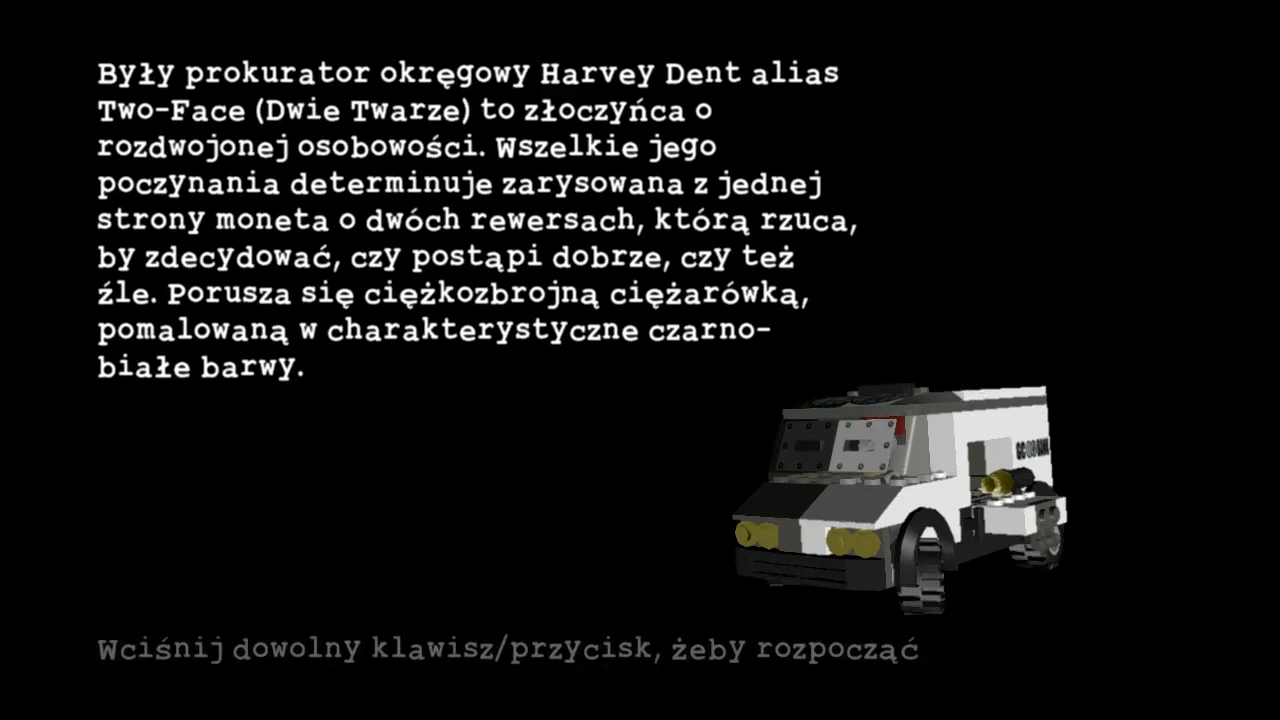 Były prokurator okręgowy Harvey Dent alias
Two-Face (Dwie Twarze) to złoczyńca o
rozdwojonej osobowości. Wszelkie jego
poczynania determinuje zarysowana z jednej
strony moneta o dwóch rewersach, którą rzuca,
by zdecydować, czy postąpi dobrze, czy też
źle. Porusza się ciężkozbrojną ciężarówką,
pomalowaną w charakterystyczne czarno-
białe barwy.
Wciśnij dowolny klawisz/przycisk, żeby rozpocząć